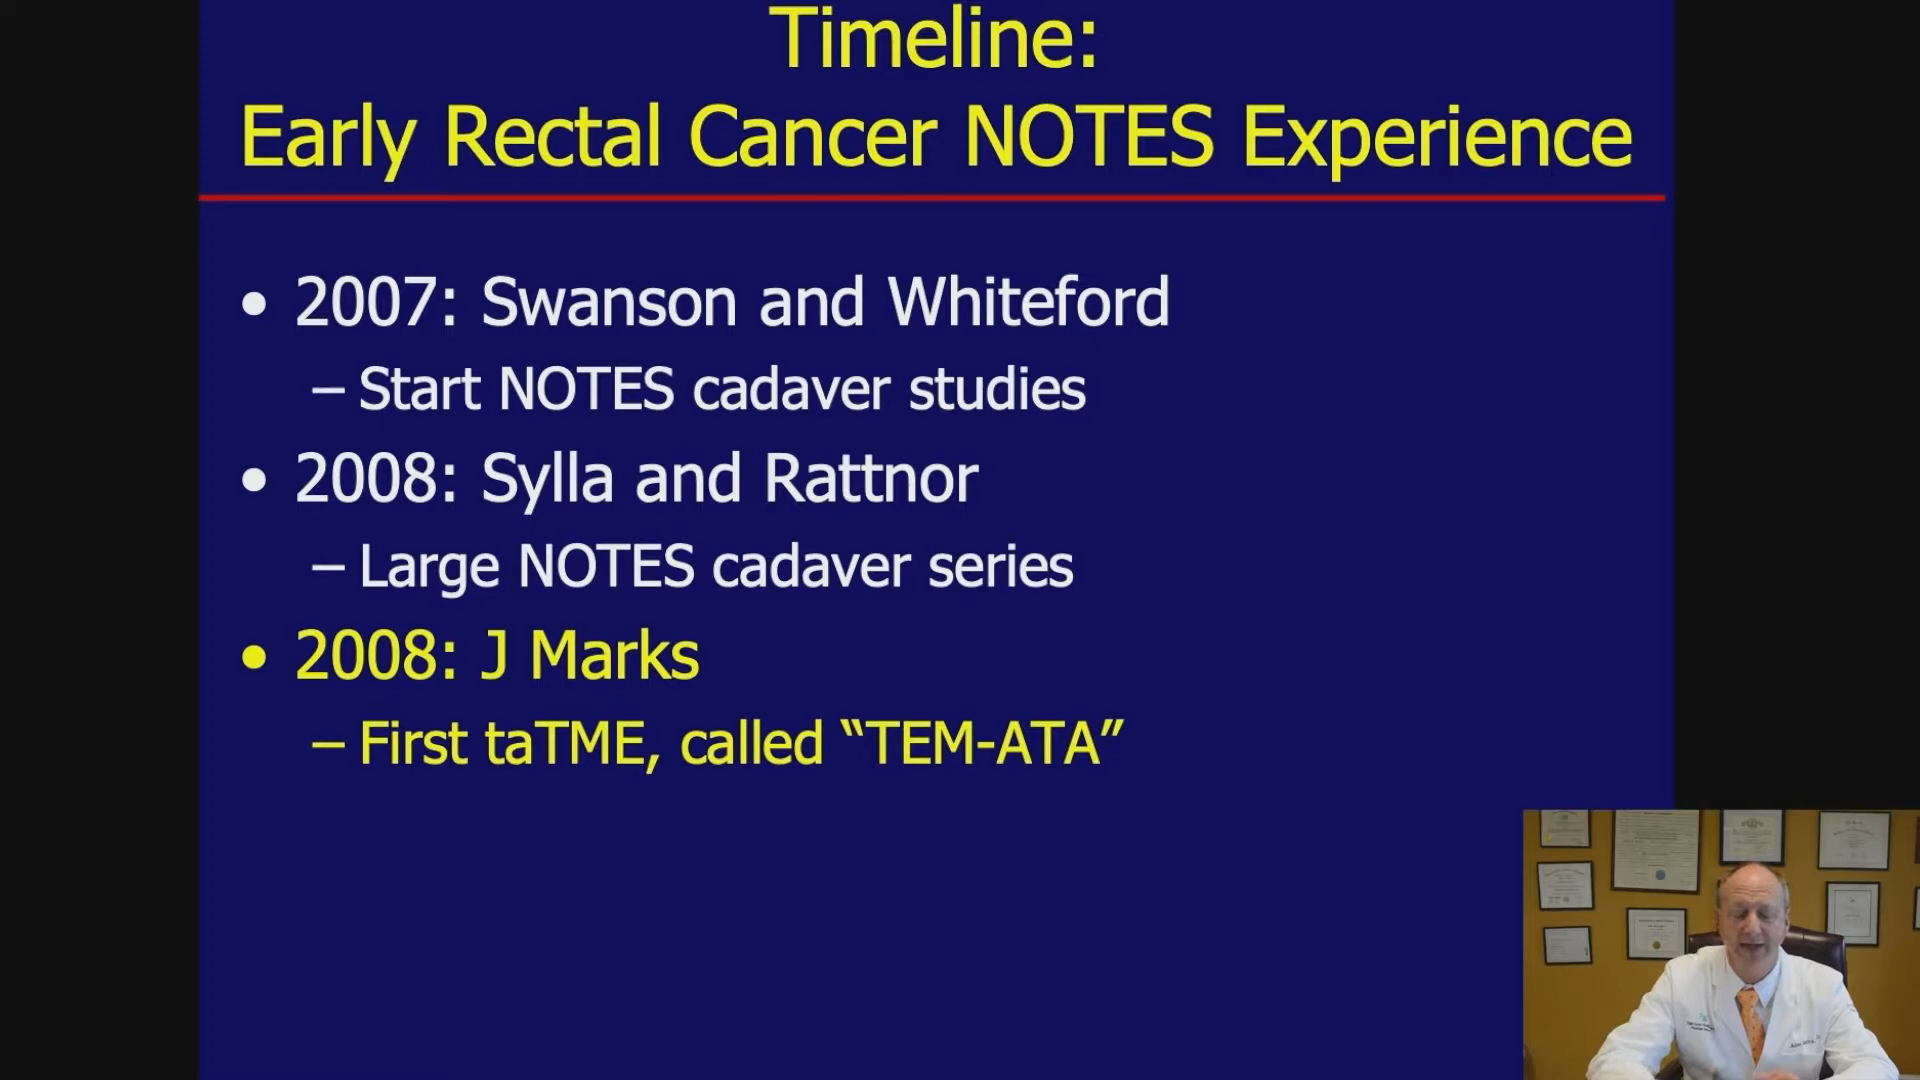 Timeline:
Early Rectal Cancer NOTES Experience
• 2007: Swanson and Whiteford
– Start NOTES cadaver studies
• 2008: Sylla and Rattnor
– Large NOTES cadaver series
• 2008: J Marks
– First taTME, called “TEM-ATA”